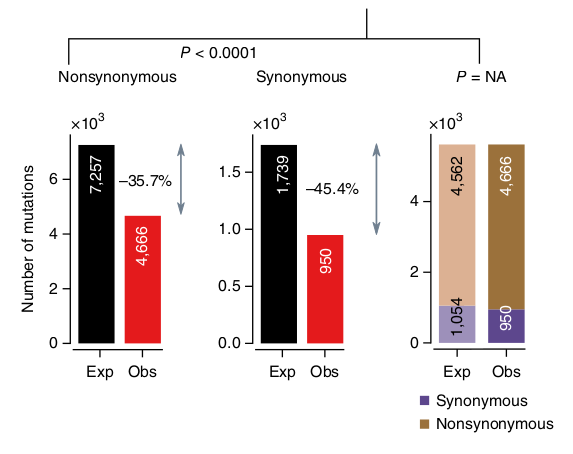 P < 0.0001
Nonsynonymous
Synonymous
P = NA
×10³
×10³
×10³
Number of mutations
6
4
2
0
7,257
4,666
–35.7%
Exp
Obs
1.5
1.0
0.5
0.0
1,739
950
–45.4%
Exp
Obs
4
2
0
4,562
4,666
1,054
950
Exp
Obs
Synonymous
Nonsynonymous